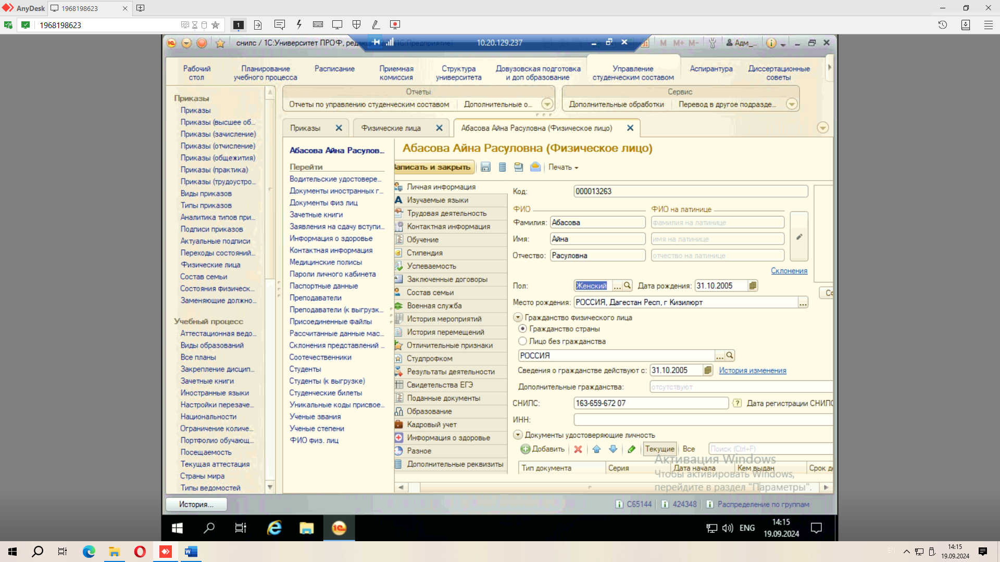 AnyDesk
1968198623
1968198623
1
снилс / 1С:Университет ПРОФ, редакц
(1С:Предприятие)
10.20.129.237
31
M M+ M-
Адм_...
Рабочий
стол
Планирование
учебного процесса
Расписание
Приемная
комиссия
Структура
университета
Довузовская подготовка
и доп образование
Управление
студенческим составом
Аспирантура
Диссертационные
советы
Отчеты
Отчеты по управлению студенческим составом
Дополнительные о...
Сервис
Дополнительные обработки
Перевод в другое подразде...
Приказы
Приказы
Приказы (высшее об...
Приказы (зачисление)
Приказы (отчисление)
Приказы (общежития)
Приказы (практика)
Приказы (трудоустро...
Виды приказов
Типы приказов
Аналитика типов при...
Подписи приказов
Актуальные подписи
Переходы состояний...
Физические лица
Состав семьи
Состояния физическ...
Заменяющие должно...
Учебный процесс
Аттестационная ведо...
Виды образований
Все планы
Закрепление дисцип...
Зачетные книги
Иностранные языки
Настройки перезаче...
Национальности
Ограничение количе...
Портфолио обучающ...
Посещаемость
Текущая аттестация
Страны мира
Типы ведомостей
Приказы
Физические лица
Абасова Айна Расуловна (Физическое лицо)
Абасова Айна Расулов...
Перейти
Водительские удостовере...
Документы иностранных г...
Документы физ лиц
Зачетные книги
Заявления на сдачу вступи...
Информация о здоровье
Контактная информация
Медицинские полисы
Пароли личного кабинета
Паспортные данные
Преподаватели
Преподаватели (к выгрузк...
Присоединенные файлы
Рассчитанные данные мас...
Склонения представлений ...
Соотечественники
Студенты
Студенты (к выгрузке)
Студенческие билеты
Уникальные коды присвое...
Ученые звания
Ученые степени
ФИО физ. лиц
Абасова Айна Расуловна (Физическое лицо)
Записать и закрыть
Печать
Личная информация
Изучаемые языки
Трудовая деятельность
Контактная информация
Обучение
Стипендия
Успеваемость
Заключенные договоры
Состав семьи
Военная служба
История мероприятий
История перемещений
Отличительные признаки
Студпрофком
Результаты деятельности
Свидетельства ЕГЭ
Поданные документы
Образование
Кадровый учет
Информация о здоровье
Разное
Дополнительные реквизиты
Код: 000013263
ФИО
ФИО на латинице
Фамилия: Абасова фамилия на латинице
Имя: Айна имя на латинице
Отчество: Расуловна отчество на латинице
Склонения
Пол: Женский ... Дата рождения: 31.10.2005
Со
Место рождения: РОССИЯ, Дагестан Респ, г Кизилюрт ...
Гражданство физического лица
Гражданство страны
Лицо без гражданства
РОССИЯ ...
Сведения о гражданстве действуют с: 31.10.2005 История изменения
Дополнительные гражданства: отсутствуют
СНИЛС: 163-659-672 07 ? Дата регистрации СНИЛС
ИНН:
Документы удостоверяющие личность
Добавить
Текущие
Все
Поиск (Ctrl+F)
Тип документа
Серия
Дата начала
Кем выдан
Срок де
Активация Windows
Чтобы активировать Windows,
перейдите в раздел "Параметры".
История...
C65144
424348
Распределение по группам
ENG
14:15
19.09.2024
EN
14:15
19.09.2024